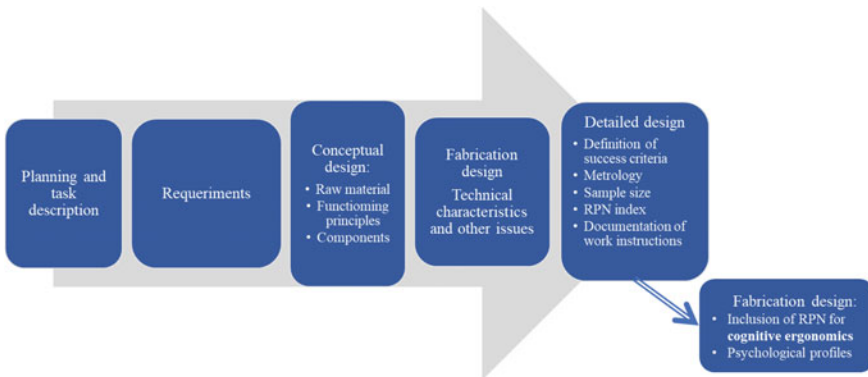 Planning and
task
description
Requeriments
Conceptual
design:
• Raw material
• Functioming
principles
• Components
Fabrication
design
Technical
characteristics
and other issues
Detailed design
• Definition of
success criteria
• Metrology
• Sample size
• RPN index
• Documentation of
work instructions
Fabrication design:
• Inclusion of RPN for
cognitive ergonomics
• Psychological profiles